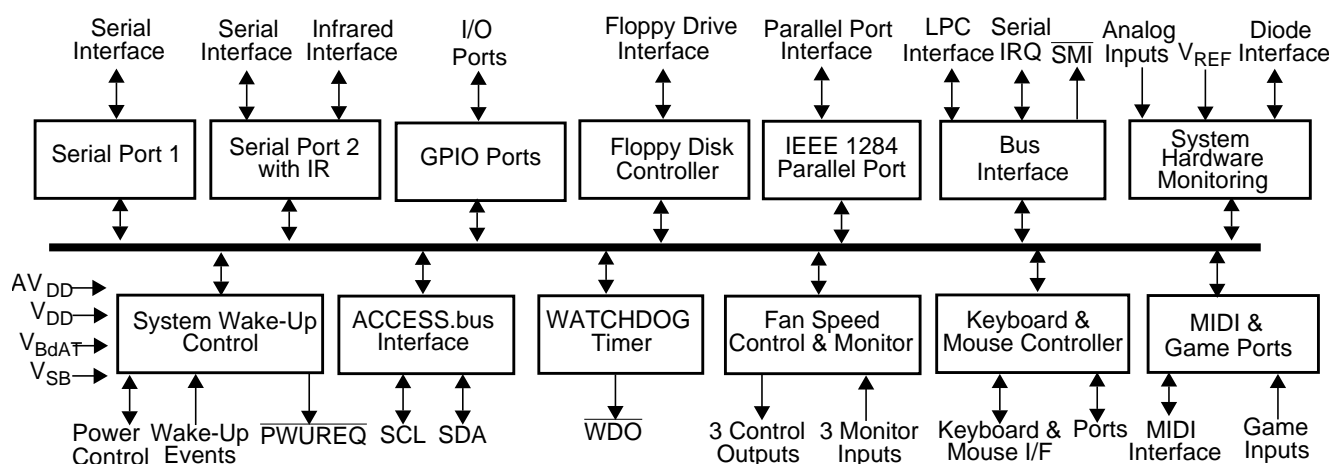 Serial
Interface
Serial
Interface
Infrared
Interface
I/O
Ports
Floppy Drive
Interface
Parallel Port
Interface
LPC
Interface
Serial
IRQ
SMI
Analog
Inputs
VREF
Diode
Interface
Serial Port 1
Serial Port 2
with IR
GPIO Ports
Floppy Disk
Controller
IEEE 1284
Parallel Port
Bus
Interface
System
Hardware
Monitoring
AVDD
VDD
VBdAT
VSB
System Wake-Up
Control
ACCESS.bus
Interface
WATCHDOG
Timer
Fan Speed
Control & Monitor
Keyboard &
Mouse Controller
MIDI &
Game Ports
Power
Control
Wake-Up
Events
PWUREQ
SCL
SDA
WDO
3 Control
Outputs
3 Monitor
Inputs
Keyboard &
Mouse I/F
Ports
MIDI
Interface
Game
Inputs